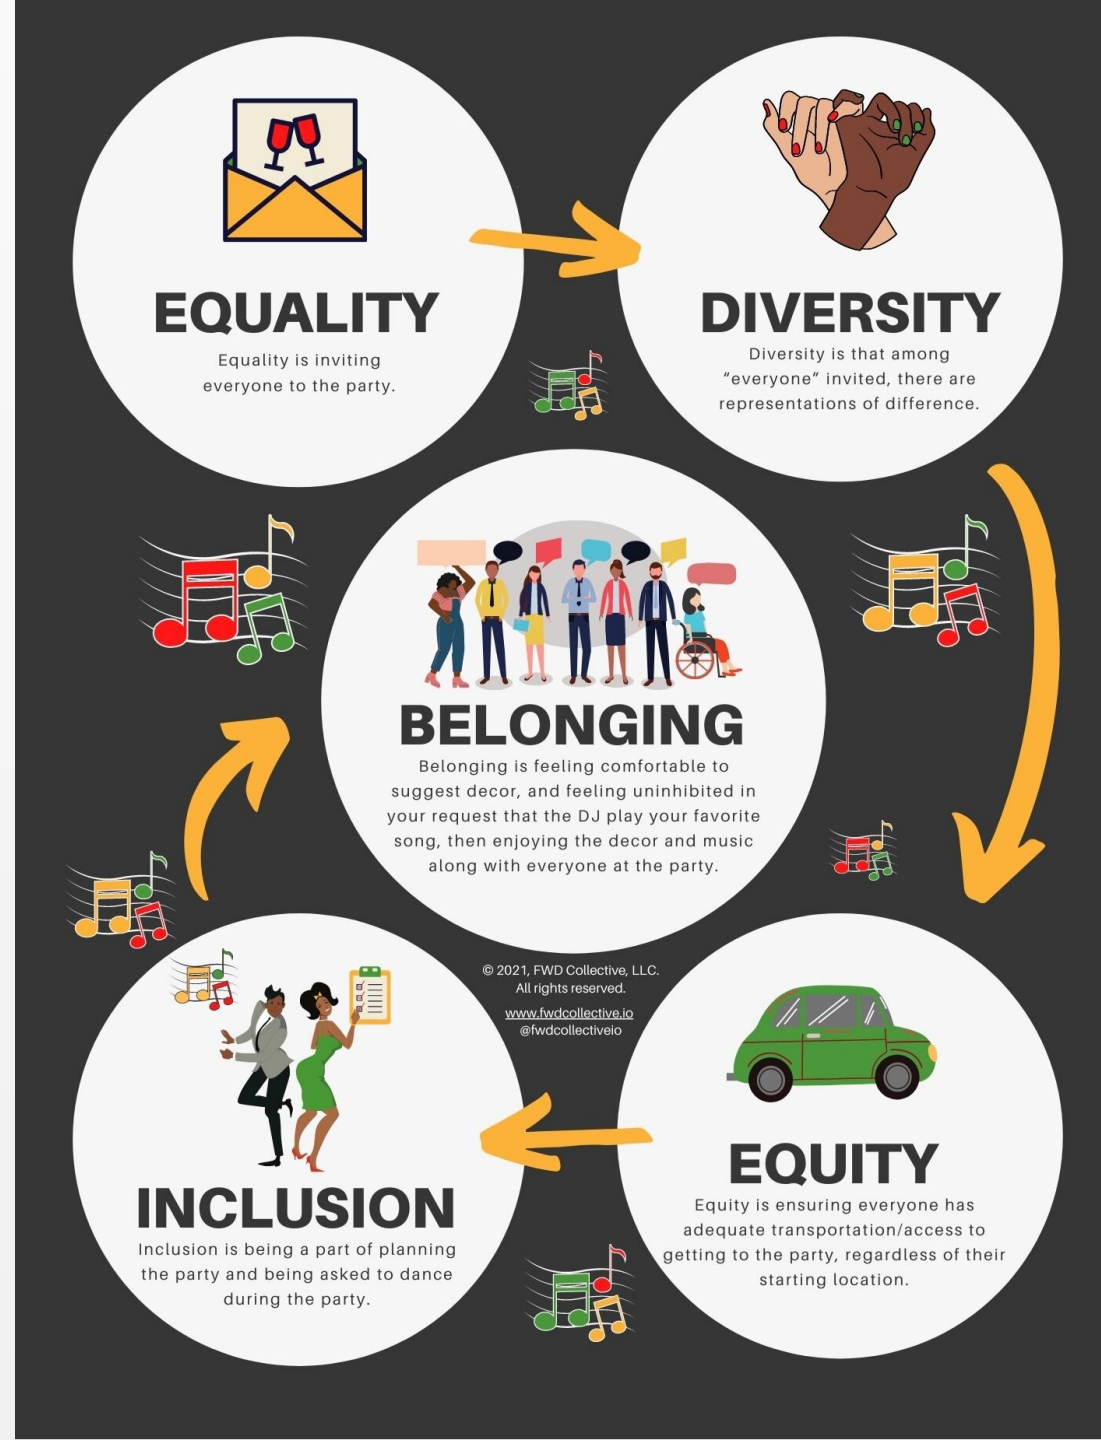 EQUALITY
Equality is inviting
everyone to the party.
DIVERSITY
Diversity is that among
“everyone” invited, there are
representations of difference.
BELONGING
Belonging is feeling comfortable to
suggest decor, and feeling uninhibited in
your request that the DJ play your favorite
song, then enjoying the decor and music
along with everyone at the party.
© 2021, FWD Collective, LLC.
All rights reserved.
www.fwdcollective.io
@fwdcollectiveio
EQUITY
Equity is ensuring everyone has
adequate transportation/access to
getting to the party, regardless of their
starting location.
INCLUSION
Inclusion is being a part of planning
the party and being asked to dance
during the party.